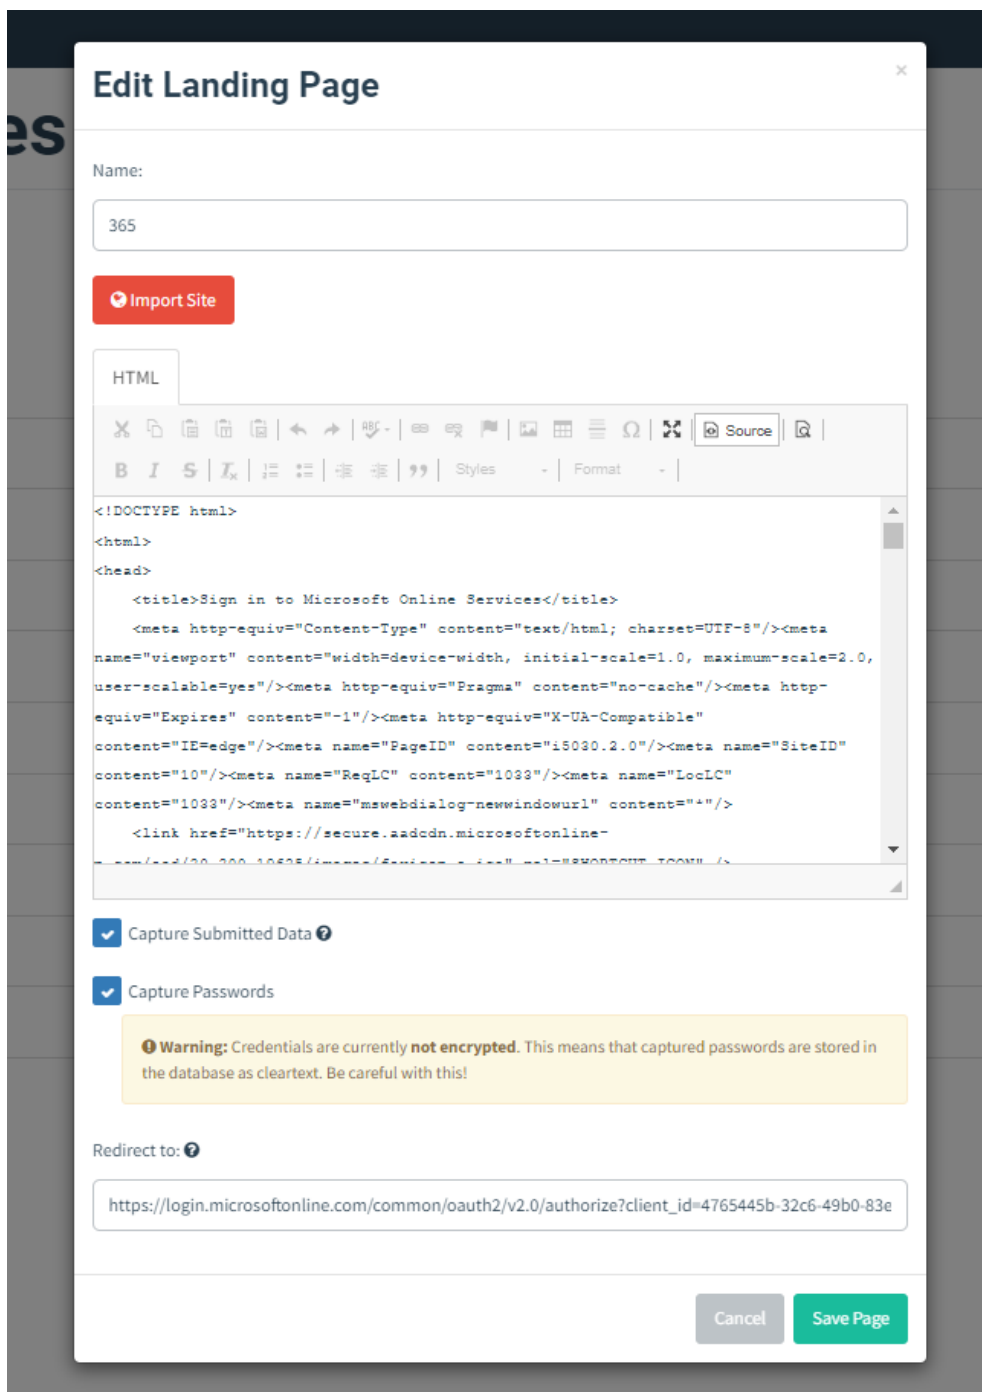 es
Edit Landing Page
×
Name:
365
Import Site
HTML
ABC
Source
B I S Tx Styles Format
<!DOCTYPE html>
<html>
<head>
<title>Sign in to Microsoft Online Services</title>
<meta http-equiv="Content-Type" content="text/html; charset=UTF-8"/><meta
name="viewport" content="width=device-width, initial-scale=1.0, maximum-scale=2.0,
user-scalable=yes"/><meta http-equiv="Pragma" content="no-cache"/><meta http-
equiv="Expires" content="-1"/><meta http-equiv="X-UA-Compatible"
content="IE=edge"/><meta name="PageID" content="i5030.2.0"/><meta name="SiteID"
content="10"/><meta name="ReqLC" content="1033"/><meta name="LocLC"
content="1033"/><meta name="mswebdialog-newwindowurl" content="*"/>
<link href="https://secure.aadcdn.microsoftonline-
Capture Submitted Data
Capture Passwords
Warning: Credentials are currently not encrypted. This means that captured passwords are stored in
the database as cleartext. Be careful with this!
Redirect to:
https://login.microsoftonline.com/common/oauth2/v2.0/authorize?client_id=4765445b-32c6-49b0-83e
Cancel Save Page